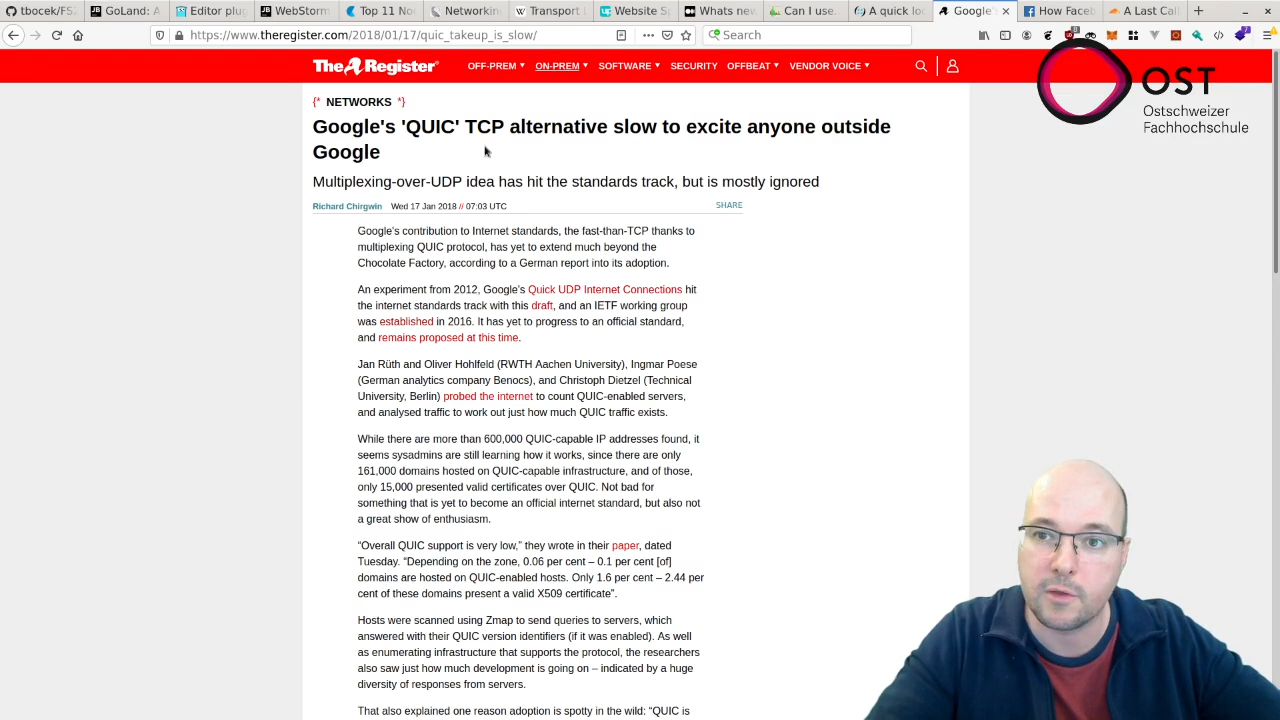 tbocek/FS2
GoLand: A
Editor plug
WebStorm
Top 11 No
Networkin
Transport
Website S
Whats nev
Can I use.
A quick lo
Google's
How Faceb
A Last Cal
https://www.theregister.com/2018/01/17/quic_takeup_is_slow/
Search
The Register
OFF-PREM
ON-PREM
SOFTWARE
SECURITY
OFFBEAT
VENDOR VOICE
OST
Ostschweizer
Fachhochschule
{* NETWORKS *}
Google's 'QUIC' TCP alternative slow to excite anyone outside
Google
Multiplexing-over-UDP idea has hit the standards track, but is mostly ignored
Richard Chirgwin Wed 17 Jan 2018 // 07:03 UTC
SHARE
Google's contribution to Internet standards, the fast-than-TCP thanks to
multiplexing QUIC protocol, has yet to extend much beyond the
Chocolate Factory, according to a German report into its adoption.
An experiment from 2012, Google's Quick UDP Internet Connections hit
the internet standards track with this draft, and an IETF working group
was established in 2016. It has yet to progress to an official standard,
and remains proposed at this time.
Jan Rüth and Oliver Hohlfeld (RWTH Aachen University), Ingmar Poese
(German analytics company Benocs), and Christoph Dietzel (Technical
University, Berlin) probed the internet to count QUIC-enabled servers,
and analysed traffic to work out just how much QUIC traffic exists.
While there are more than 600,000 QUIC-capable IP addresses found, it
seems sysadmins are still learning how it works, since there are only
161,000 domains hosted on QUIC-capable infrastructure, and of those,
only 15,000 presented valid certificates over QUIC. Not bad for
something that is yet to become an official internet standard, but also not
a great show of enthusiasm.
“Overall QUIC support is very low,” they wrote in their paper, dated
Tuesday. “Depending on the zone, 0.06 per cent – 0.1 per cent [of]
domains are hosted on QUIC-enabled hosts. Only 1.6 per cent – 2.44 per
cent of these domains present a valid X509 certificate”.
Hosts were scanned using Zmap to send queries to servers, which
answered with their QUIC version identifiers (if it was enabled). As well
as enumerating infrastructure that supports the protocol, the researchers
also saw just how much development is going on – indicated by a huge
diversity of responses from servers.
That also explained one reason adoption is spotty in the wild: “QUIC is